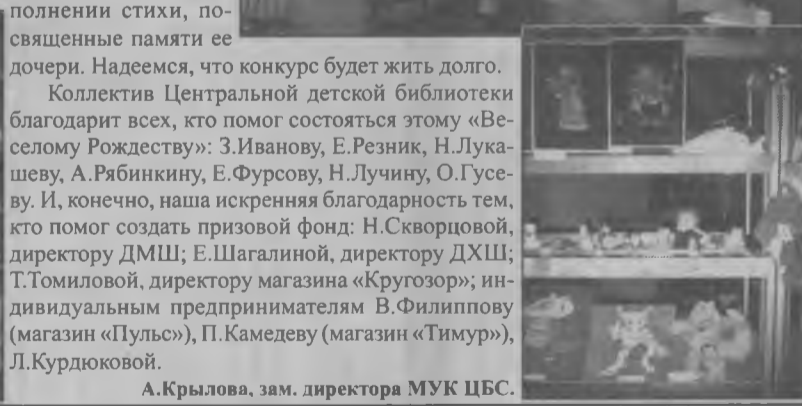 полнении стихи, по-
священные памяти ее
дочери. Надеемся, что конкурс будет жить долго.
Коллектив Центральной детской библиотеки
благодарит всех, кто помог состояться этому «Ве-
селому Рождеству»: З.Иванову, Е.Резник, Н.Лука-
шеву, А.Рябинкину, Е.Фурсову, Н.Лучину, О.Гусе-
ву. И, конечно, наша искренняя благодарность тем,
кто помог создать призовой фонд: Н.Скворцовой,
директору ДМШ; Е.Шагалиной, директору ДХШ;
Т.Томиловой, директору магазина «Кругозор»; ин-
дивидуальным предпринимателям В.Филиппову
(магазин «Пульс»), П.Камедеву (магазин «Тимур»),
Л.Курдюковой.
А.Крылова, зам. директора МУК ЦБС.